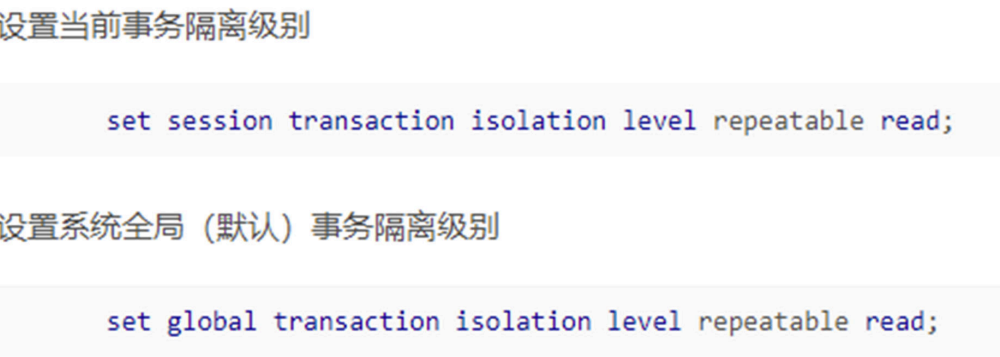 设置当前事务隔离级别
set session transaction isolation level repeatable read;
设置系统全局（默认）事务隔离级别
set global transaction isolation level repeatable read;